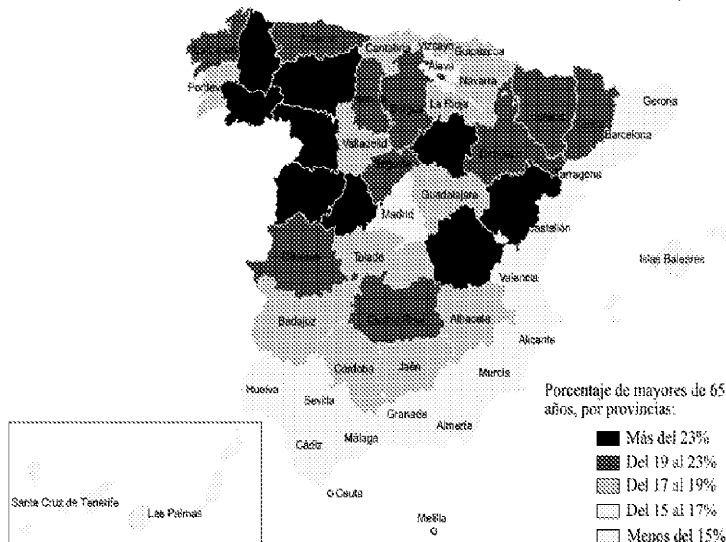 Cantabria
Vizcaya
Guipúzcoa
Alava
Navarra
Pontevedra
La Rioja
Gerona
Barcelona
Valladolid
Tarragona
Guadalajara
Madrid
Castellón
Toledo
Islas Baleares
Valencia
Badajoz
Albacete
Alicante
Córdoba
Jaén
Murcia
Huelva
Sevilla
Granada
Almería
Málaga
Cádiz
Ceuta
Melilla
Santa Cruz de Tenerife
Las Palmas
Porcentaje de mayores de 65
años, por provincias:
Más del 23%
Del 19 al 23%
Del 17 al 19%
Del 15 al 17%
Menos del 15%